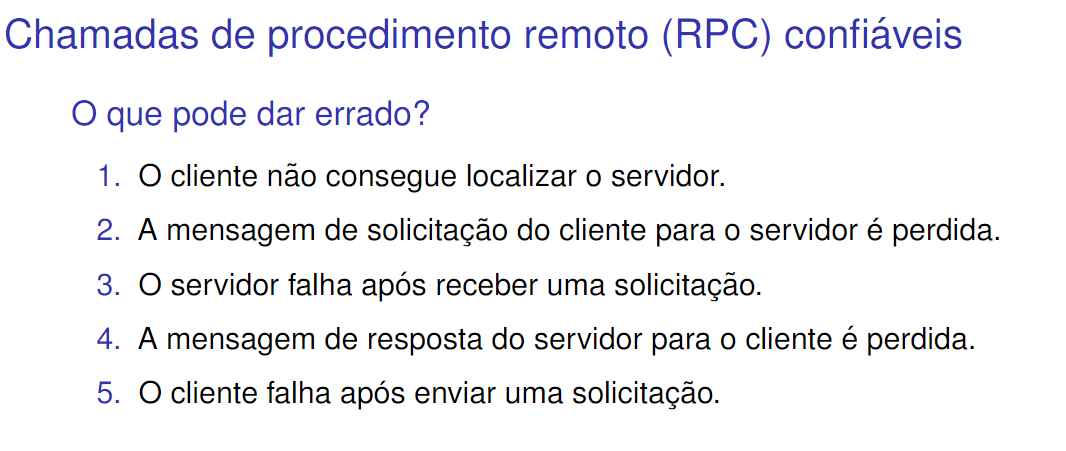 Chamadas de procedimento remoto (RPC) confiáveis
O que pode dar errado?
1. O cliente não consegue localizar o servidor.
2. A mensagem de solicitação do cliente para o servidor é perdida.
3. O servidor falha após receber uma solicitação.
4. A mensagem de resposta do servidor para o cliente é perdida.
5. O cliente falha após enviar uma solicitação.